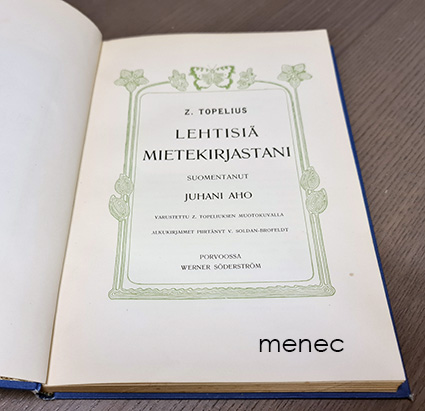 Z. TOPELIUS
LEHTISIÄ
MIETEKIRJASTANI
SUOMENTANUT
JUHANI AHO
VARUSTETTU Z. TOPELIUKSEN MUOTOKUVALLA
ALKUKIRJAIMET PIIRTÄNYT V. SOLDAN-BROFELDT
PORVOOSSA
WERNER SÖDERSTRÖM
menec